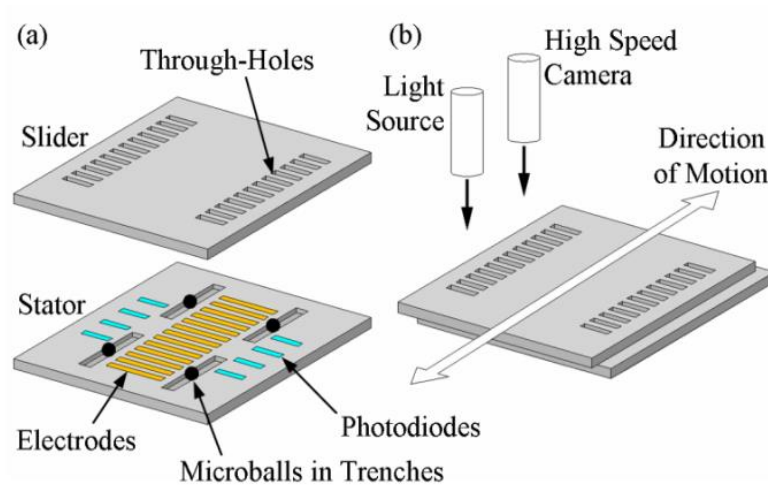 (a)
Through-Holes
Slider
Stator
Electrodes
Microballs in Trenches
Photodiodes
(b)
High Speed
Camera
Light
Source
Direction
of Motion